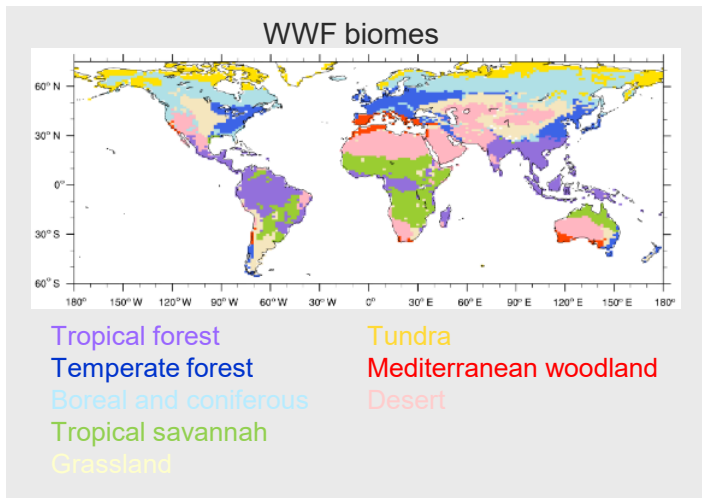 WWF biomes
60° N
30° N
0°
30° S
60° S
180° 150° W 120° W 90° W 60° W 30° W 0° 30° E 60° E 90° E 120° E 150° E 180°
Tropical forest
Temperate forest
Boreal and coniferous
Tropical savannah
Grassland
Tundra
Mediterranean woodland
Desert